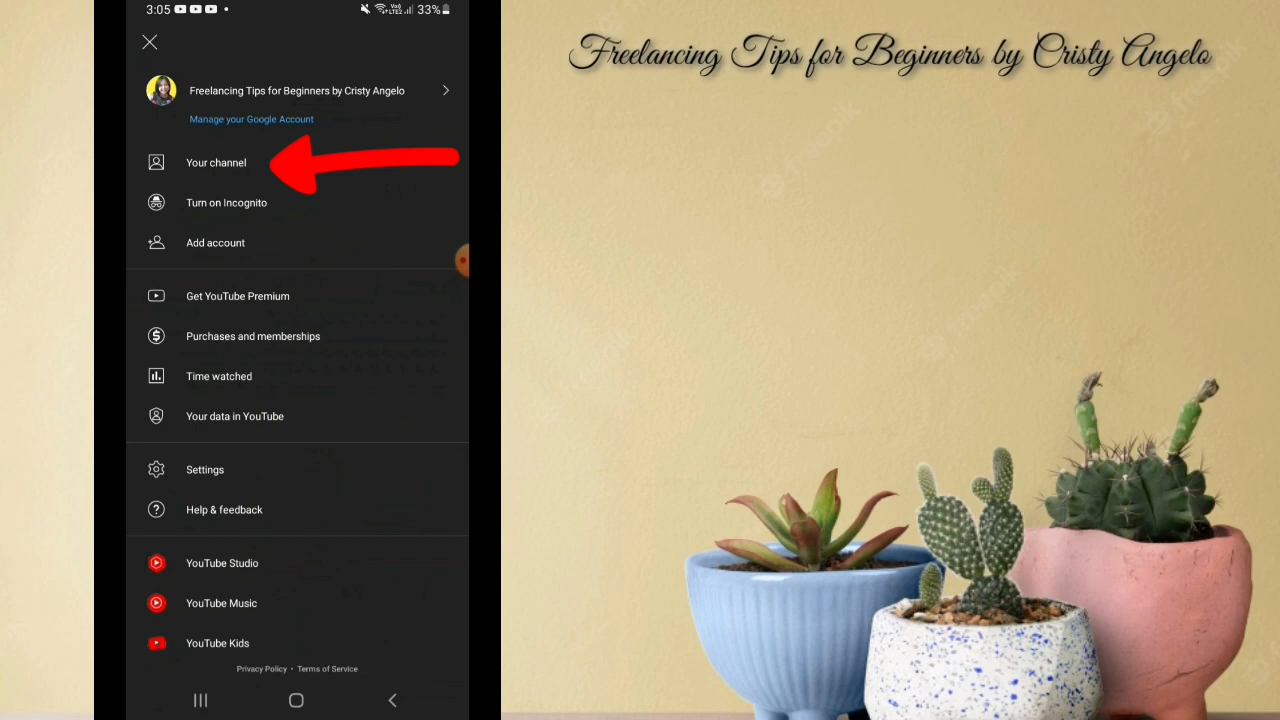 3:05
33%
Freelancing Tips for Beginners by Cristy Angelo
Manage your Google Account
Your channel
Turn on Incognito
Add account
Get YouTube Premium
Purchases and memberships
Time watched
Your data in YouTube
Settings
Help & feedback
YouTube Studio
YouTube Music
YouTube Kids
Privacy Policy • Terms of Service
Freelancing Tips for Beginners by Cristy Angelo
freepik
freepik